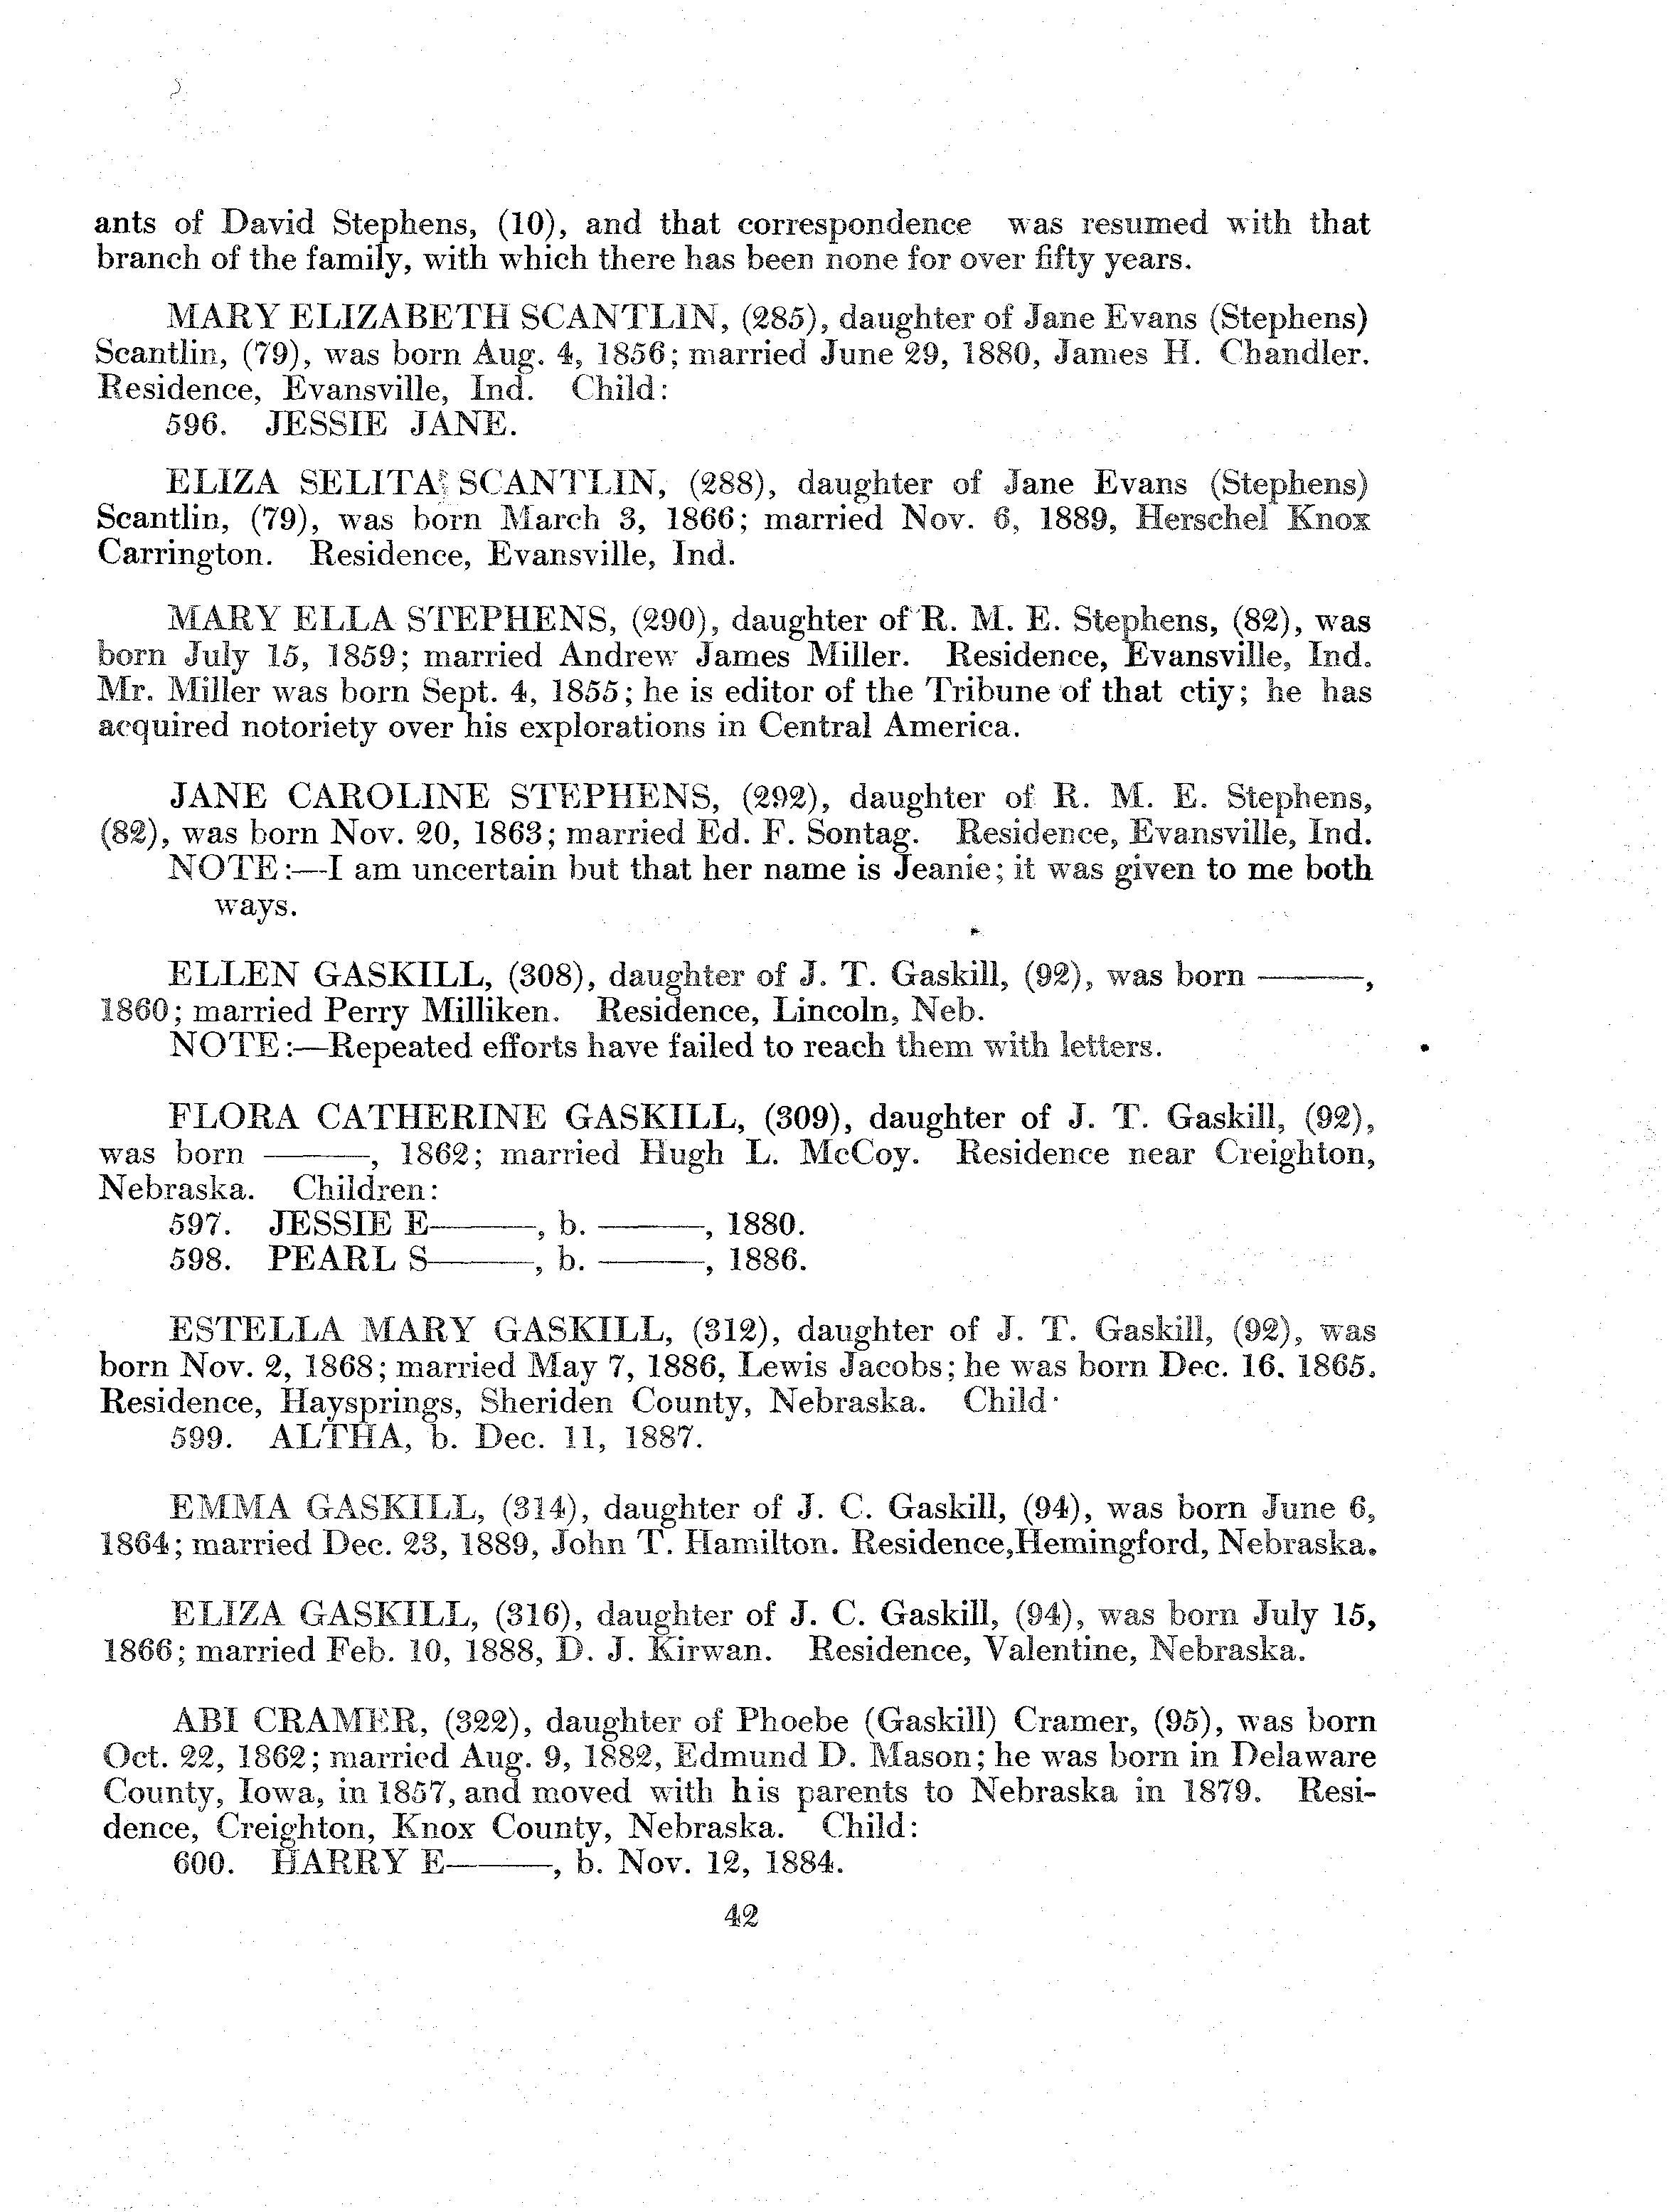 ants of David Stephens, (10), and that correspondence was resumed with that
branch of the family, with which there has been none for over fifty years.
MARY ELIZABETH SCANTLIN, (285), daughter of Jane Evans (Stephens)
Scantlin, (79), was born Aug. 4, 1856; married June 29, 1880, James H. Chandler.
Residence, Evansville, Ind. Child:
596. JESSIE JANE.
ELIZA SELITA SCANTLIN, (288), daughter of Jane Evans (Stephens)
Scantlin, (79), was born March 3, 1866; married Nov. 6, 1889, Herschel Knox
Carrington. Residence, Evansville, Ind.
MARY ELLA STEPHENS, (290), daughter of R. M. E. Stephens, (82), was
born July 15, 1859; married Andrew James Miller. Residence, Evansville, Ind.
Mr. Miller was born Sept. 4, 1855; he is editor of the Tribune of that ctiy; he has
acquired notoriety over his explorations in Central America.
JANE CAROLINE STEPHENS, (292), daughter of R. M. E. Stephens,
(82), was born Nov. 20, 1863; married Ed. F. Sontag. Residence, Evansville, Ind.
NOTE:—I am uncertain but that her name is Jeanie; it was given to me both
ways.
ELLEN GASKILL, (308), daughter of J. T. Gaskill, (92), was born ———,
1860; married Perry Milliken. Residence, Lincoln, Neb.
NOTE:—Repeated efforts have failed to reach them with letters.
FLORA CATHERINE GASKILL, (309), daughter of J. T. Gaskill, (92),
was born ———, 1862; married Hugh L. McCoy. Residence near Creighton,
Nebraska. Children:
597. JESSIE E———, b. ———, 1880.
598. PEARL S———, b. ———, 1886.
ESTELLA MARY GASKILL, (312), daughter of J. T. Gaskill, (92), was
born Nov. 2, 1868; married May 7, 1886, Lewis Jacobs; he was born Dec. 16. 1865.
Residence, Haysprings, Sheriden County, Nebraska. Child:
599. ALTHA, b. Dec. 11, 1887.
EMMA GASKILL, (314), daughter of J. C. Gaskill, (94), was born June 6,
1864; married Dec. 23, 1889, John T. Hamilton. Residence,Hemingford, Nebraska.
ELIZA GASKILL, (316), daughter of J. C. Gaskill, (94), was born July 15,
1866; married Feb. 10, 1888, D. J. Kirwan. Residence, Valentine, Nebraska.
ABI CRAMER, (322), daughter of Phoebe (Gaskill) Cramer, (95), was born
Oct. 22, 1862; married Aug. 9, 1882, Edmund D. Mason; he was born in Delaware
County, Iowa, in 1857, and moved with his parents to Nebraska in 1879. Resi-
dence, Creighton, Knox County, Nebraska. Child:
600. HARRY E———, b. Nov. 12, 1884.
42